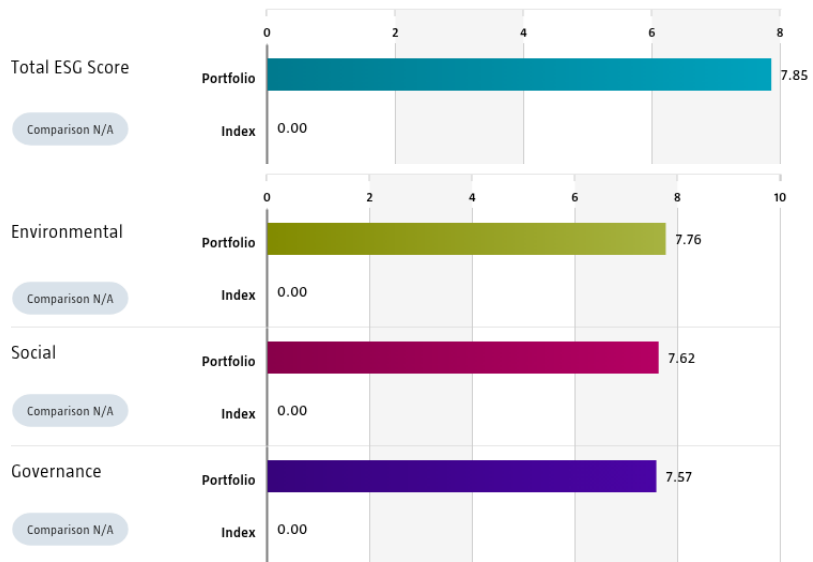 0 2 4 6 8
Total ESG Score
Portfolio 7.85
Comparison N/A
Index 0.00
0 2 4 6 8 10
Environmental
Portfolio 7.76
Comparison N/A
Index 0.00
Social
Portfolio 7.62
Comparison N/A
Index 0.00
Governance
Portfolio 7.57
Comparison N/A
Index 0.00